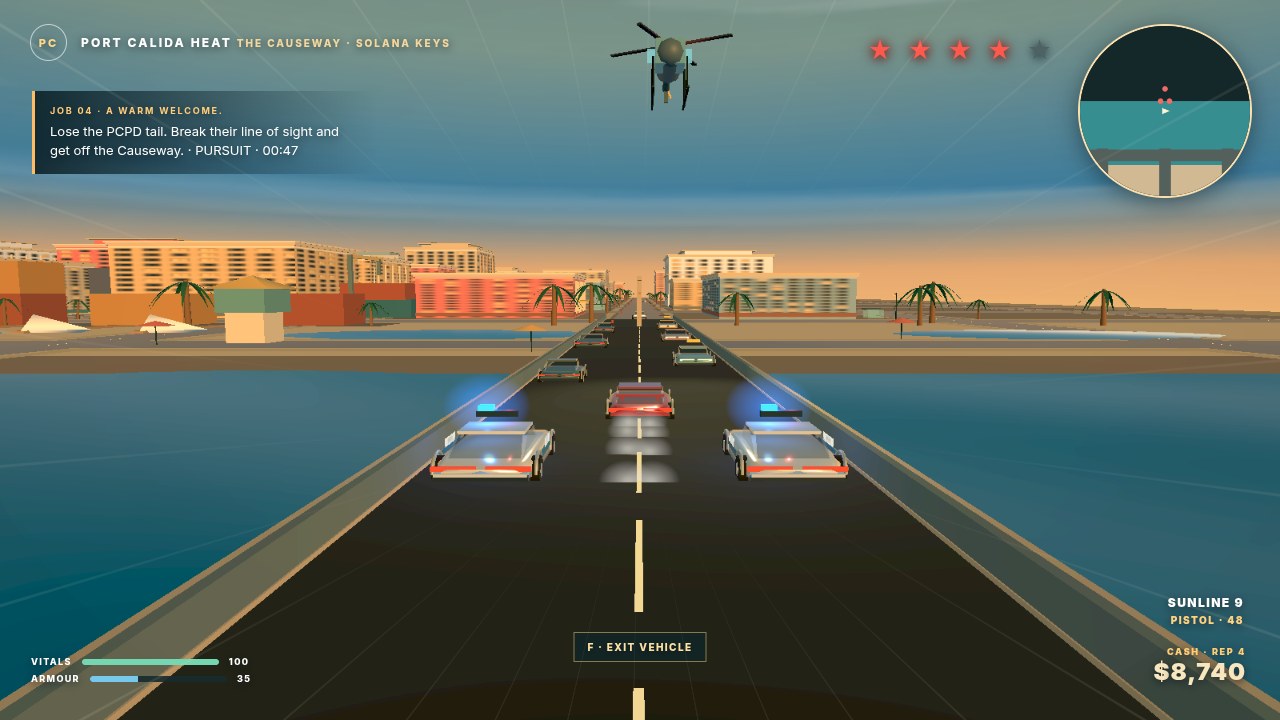 PC
PORT CALIDA HEAT THE CAUSEWAY · SOLANA KEYS
JOB 04 · A WARM WELCOME.
Lose the PCPD tail. Break their line of sight and
get off the Causeway. · PURSUIT · 00:47
F · EXIT VEHICLE
SUNLINE 9
PISTOL · 48
CASH · REP 4
$8,740
VITALS 100
ARMOUR 35